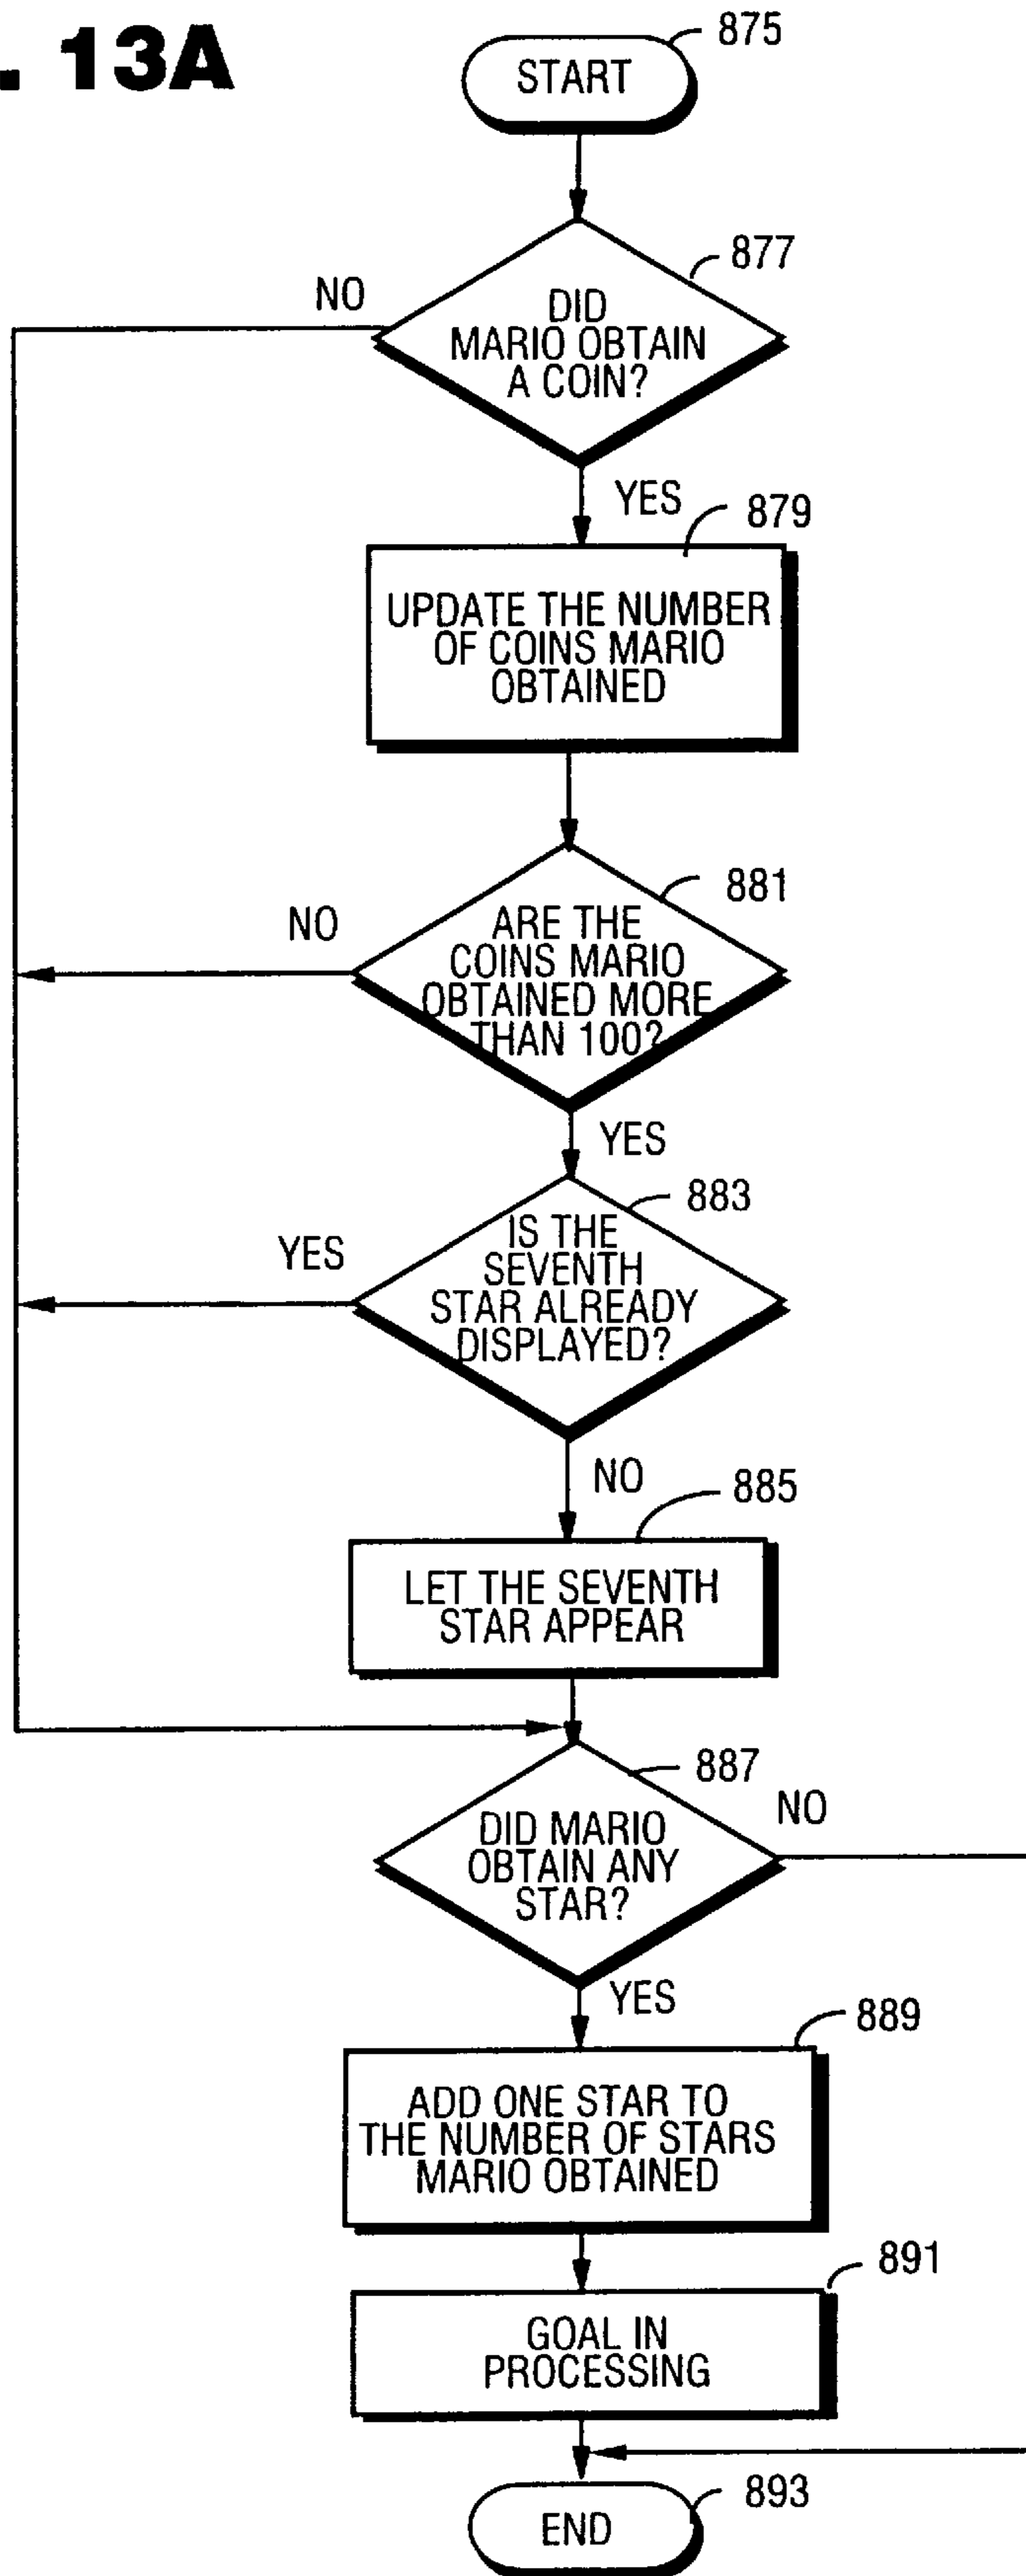 . 13A
875
START
877
NO
DID
MARIO OBTAIN
A COIN?
YES
879
UPDATE THE NUMBER
OF COINS MARIO
OBTAINED
881
NO
ARE THE
COINS MARIO
OBTAINED MORE
THAN 100?
YES
883
YES
IS THE
SEVENTH
STAR ALREADY
DISPLAYED?
NO
885
LET THE SEVENTH
STAR APPEAR
887
NO
DID MARIO
OBTAIN ANY
STAR?
YES
889
ADD ONE STAR TO
THE NUMBER OF STARS
MARIO OBTAINED
891
GOAL IN
PROCESSING
893
END